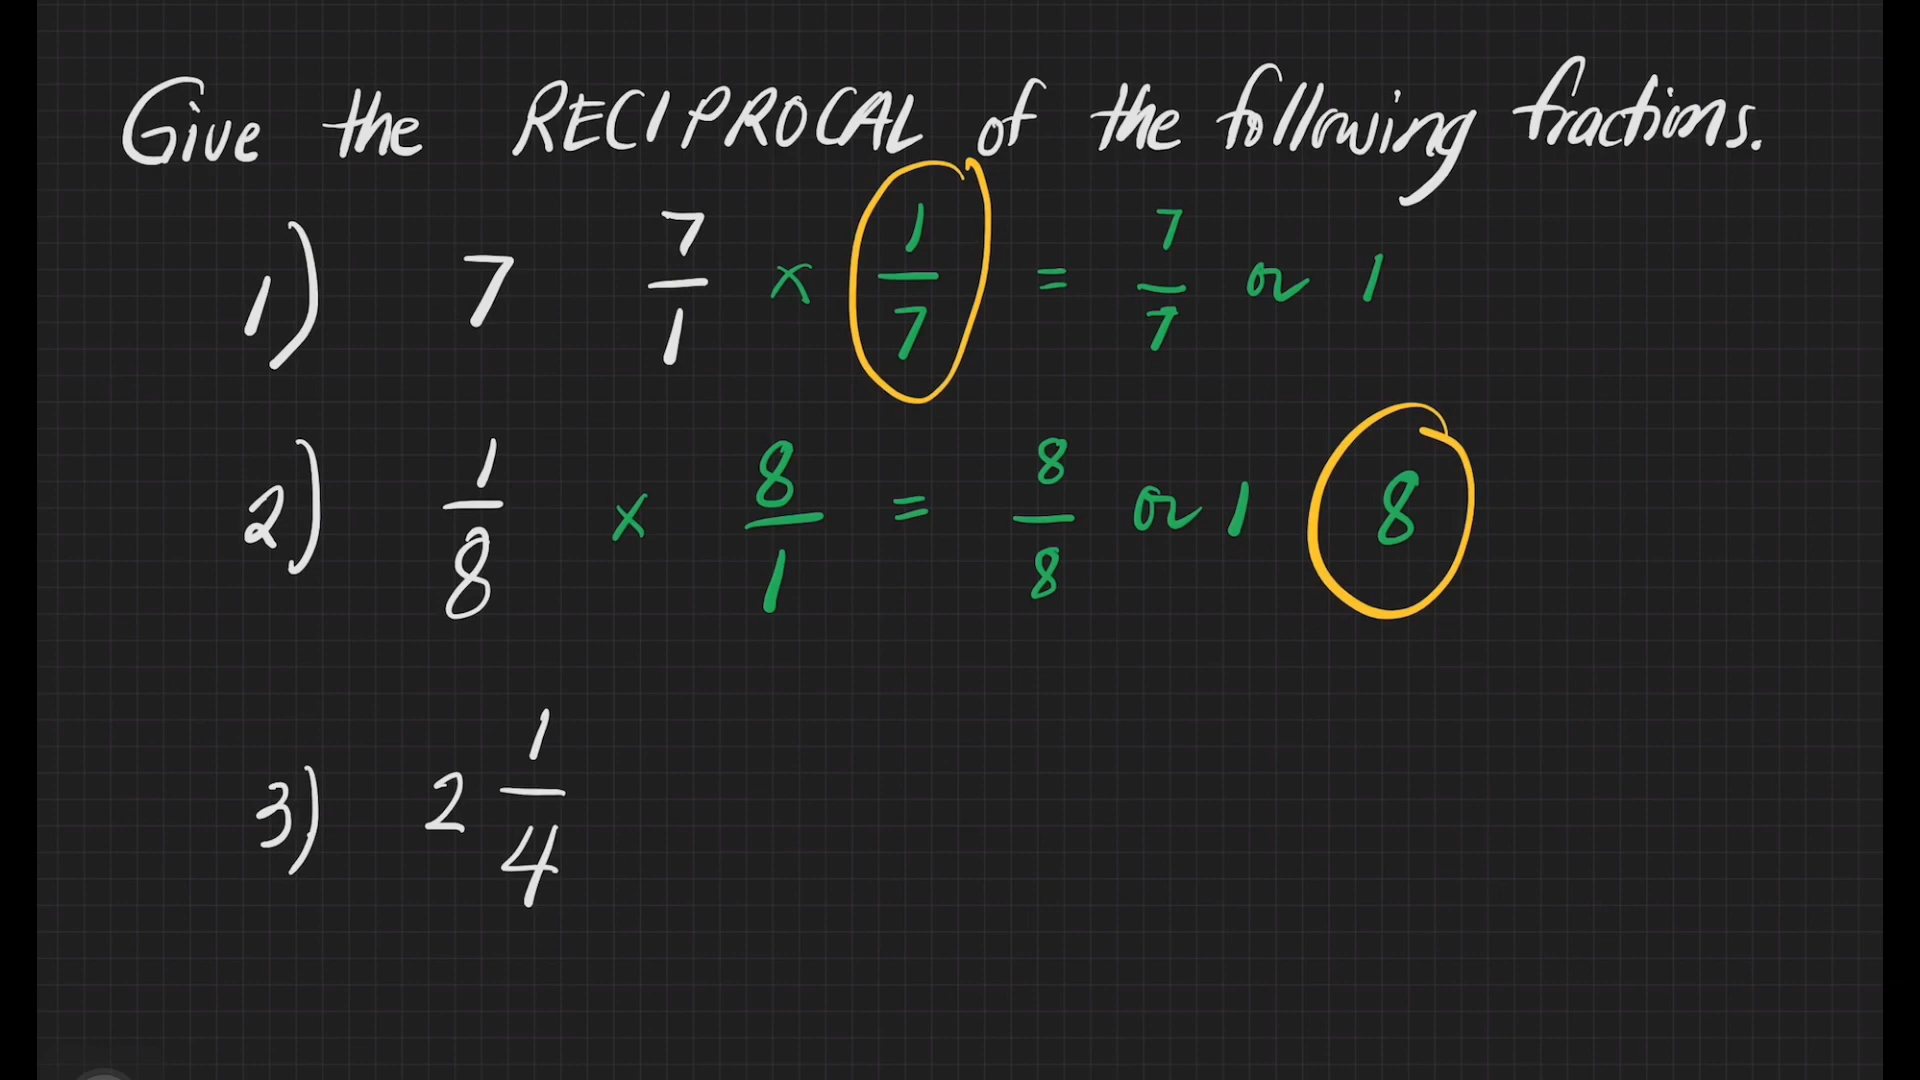 Give the RECIPROCAL of the following fractions.
1) 7 7/1 x 1/7 = 7/7 or 1
2) 1/8 x 8/1 = 8/8 or 1 8
3) 2 1/4